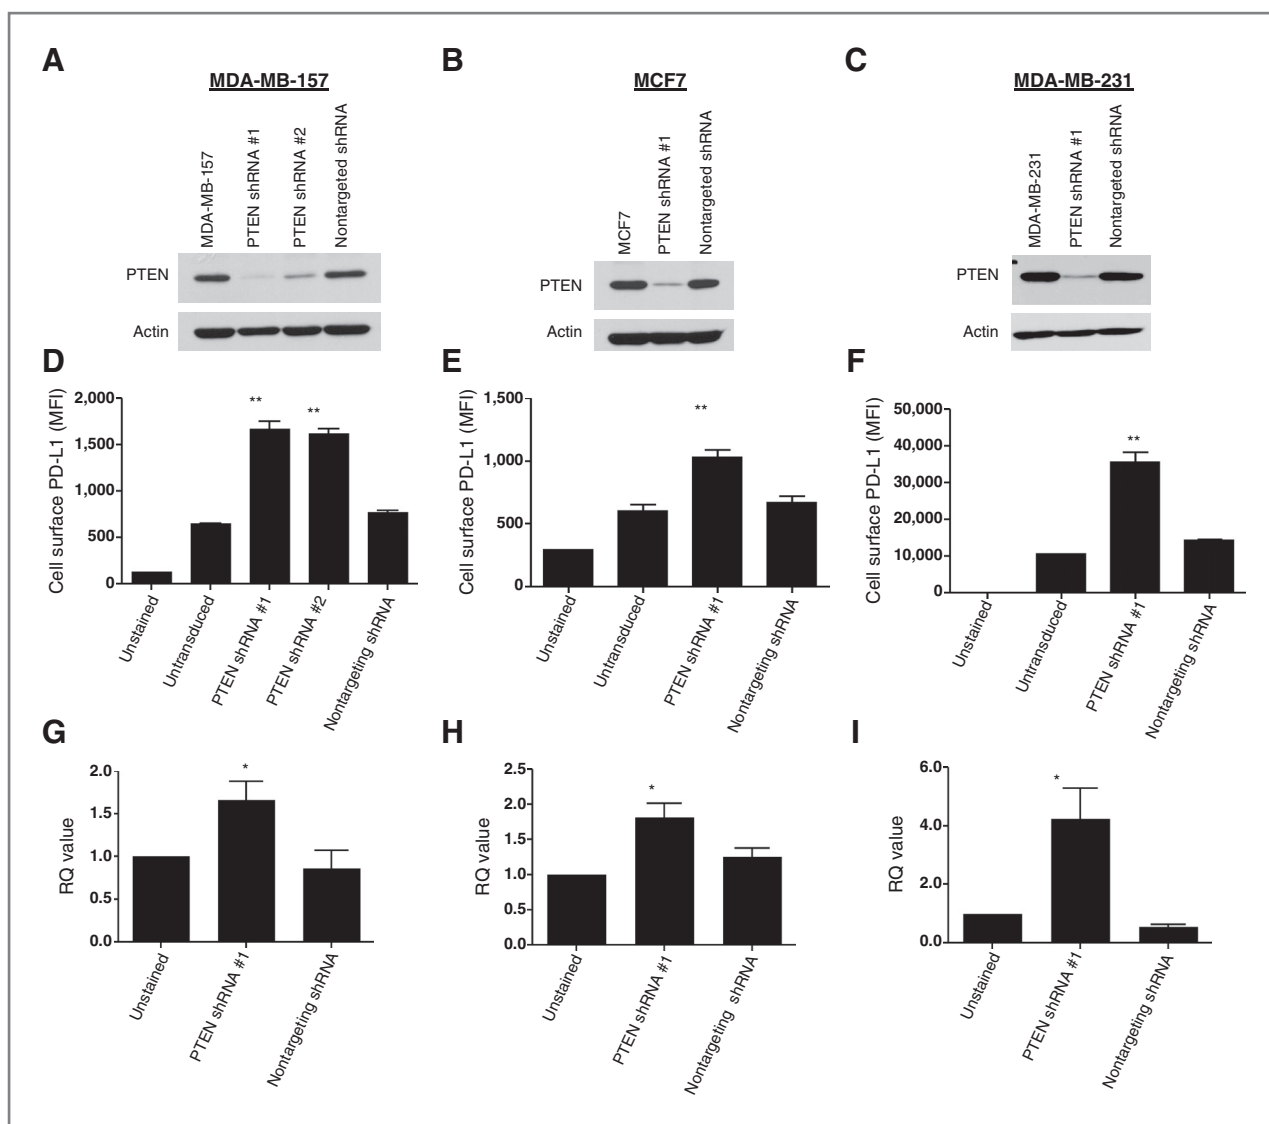 A
MDA-MB-157
MDA-MB-157
PTEN shRNA #1
PTEN shRNA #2
Nontargeted shRNA
PTEN
Actin
B
MCF7
MCF7
PTEN shRNA #1
Nontargeted shRNA
PTEN
Actin
C
MDA-MB-231
MDA-MB-231
PTEN shRNA #1
Nontargeted shRNA
PTEN
Actin
D
Cell surface PD-L1 (MFI)
2,000
1,500
1,000
500
0
**
**
Unstained
Untransduced
PTEN shRNA #1
PTEN shRNA #2
Nontargeting shRNA
E
Cell surface PD-L1 (MFI)
1,500
1,000
500
0
**
Unstained
Untransduced
PTEN shRNA #1
Nontargeting shRNA
F
Cell surface PD-L1 (MFI)
50,000
40,000
30,000
20,000
10,000
0
**
Unstained
Untransduced
PTEN shRNA #1
Nontargeting shRNA
G
RQ value
2.0
1.5
1.0
0.5
0.0
*
Unstained
PTEN shRNA #1
Nontargeting shRNA
H
RQ value
2.5
2.0
1.5
1.0
0.5
0.0
*
Unstained
PTEN shRNA #1
Nontargeting shRNA
I
RQ value
6.0
4.0
2.0
0.0
*
Unstained
PTEN shRNA #1
Nontargeting shRNA